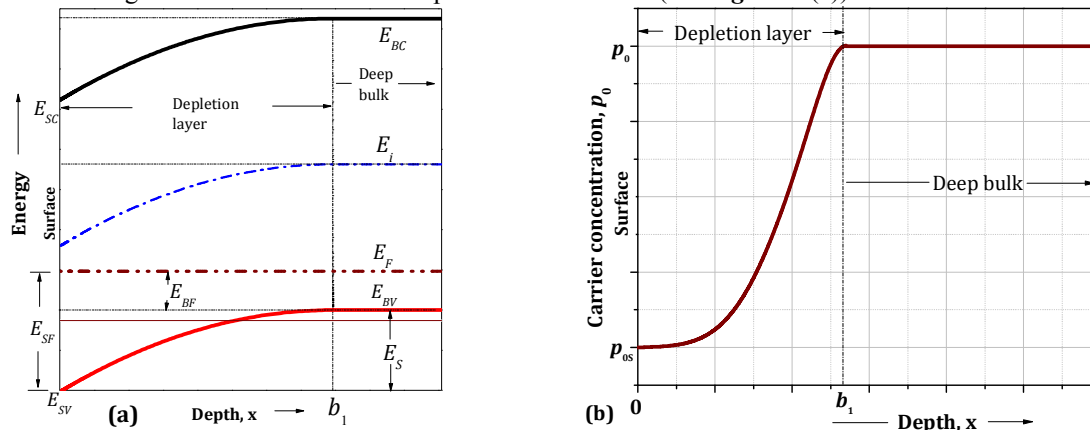 E_BC
Deep
bulk
E_SC
Depletion
layer
Energy
Surface
E_i
E_F
E_BF
E_BV
E_SF
E_S
E_SV
(a)
Depth, x
b_1
Depletion layer
p_0
Carrier concentration, p_0
Surface
Deep bulk
p_0S
(b)
0
b_1
Depth, x